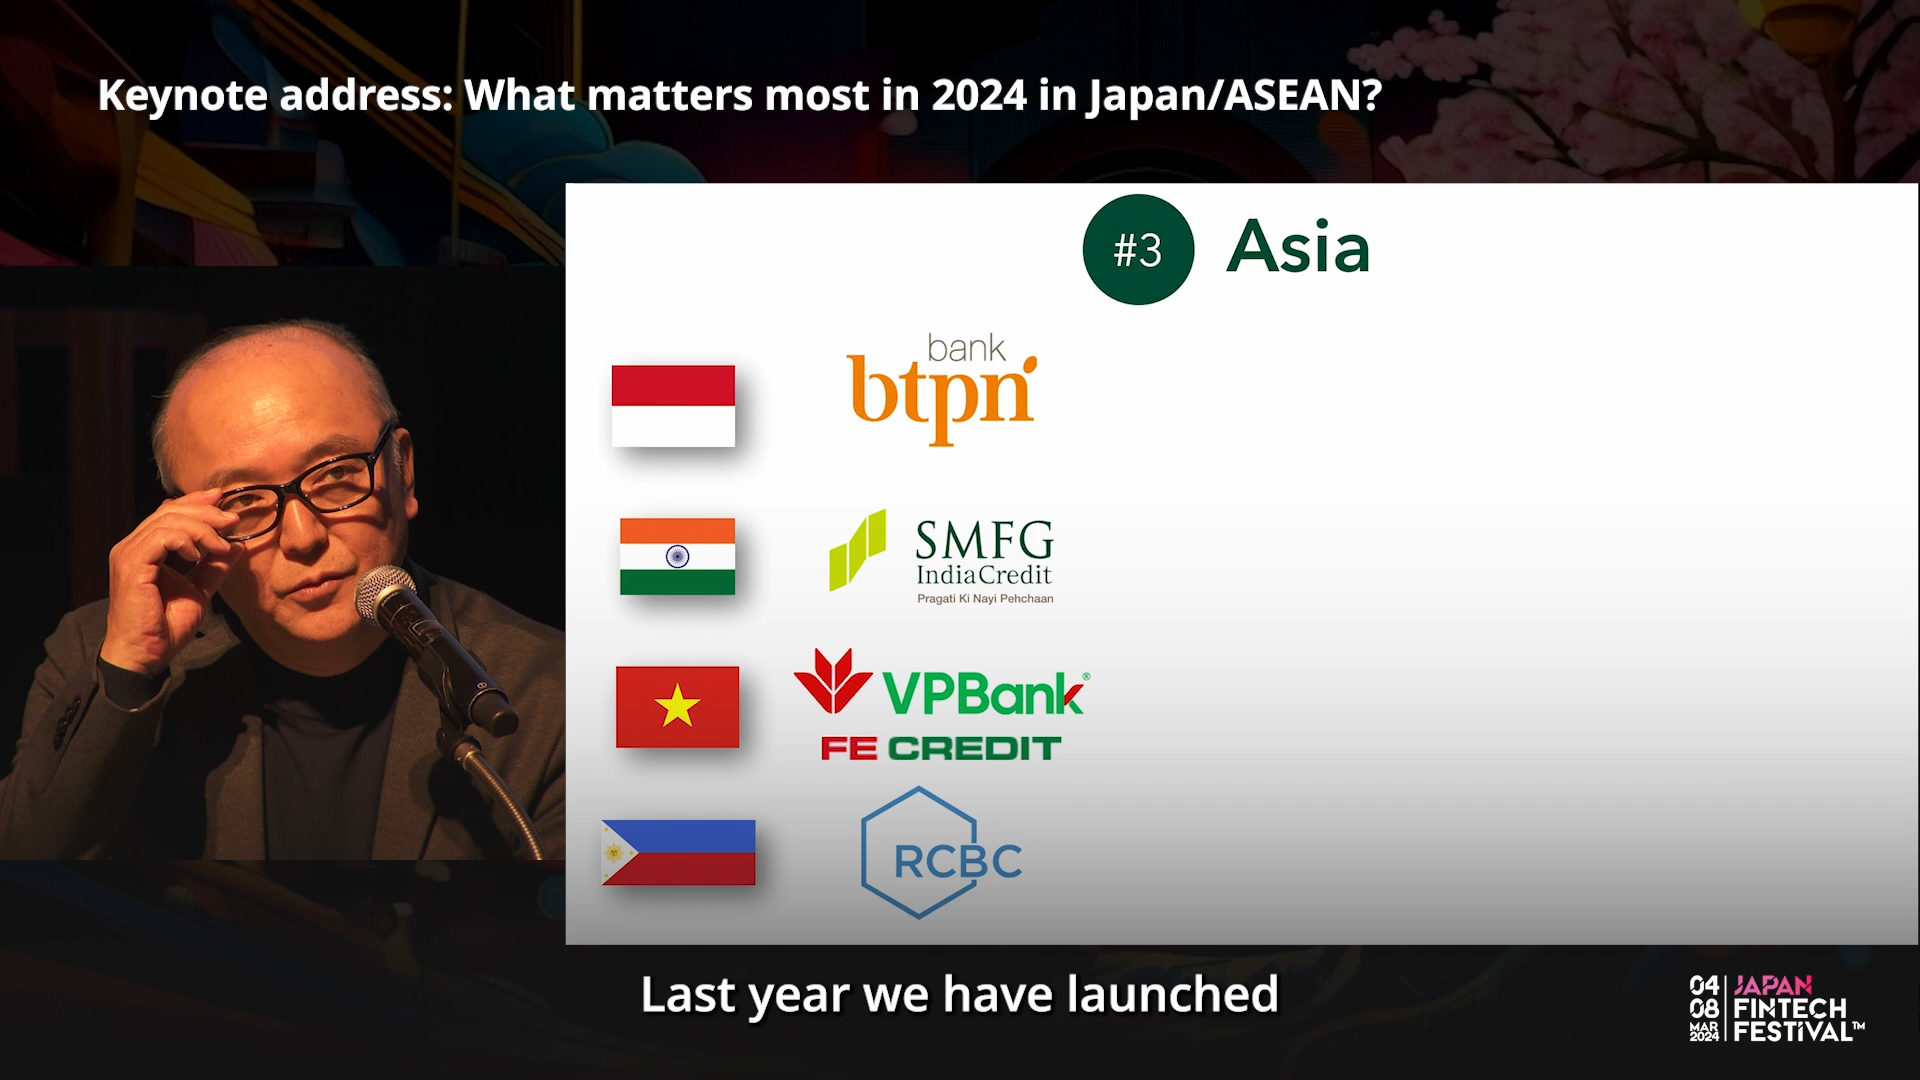 Keynote address: What matters most in 2024 in Japan/ASEAN?
#3 Asia
bank
btpn
SMFG
IndiaCredit
Pragati Ki Nayi Pehchaan
VPBank®
FE CREDIT
RCBC
Last year we have launched
04
08
MAR
2024
JAPAN
FINTECH
FESTIVAL™